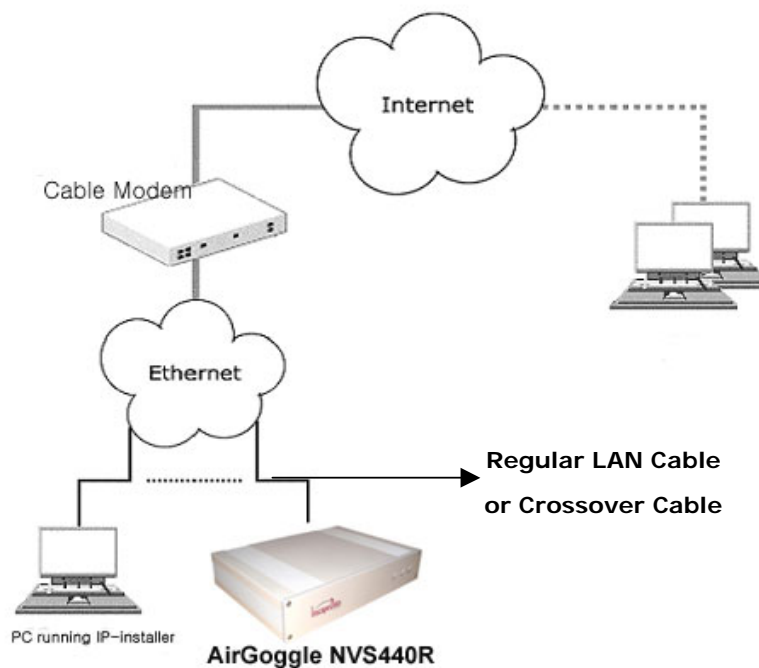 Internet
Cable Modem
Ethernet
Regular LAN Cable
or Crossover Cable
PC running IP-installer
AirGoggle NVS440R